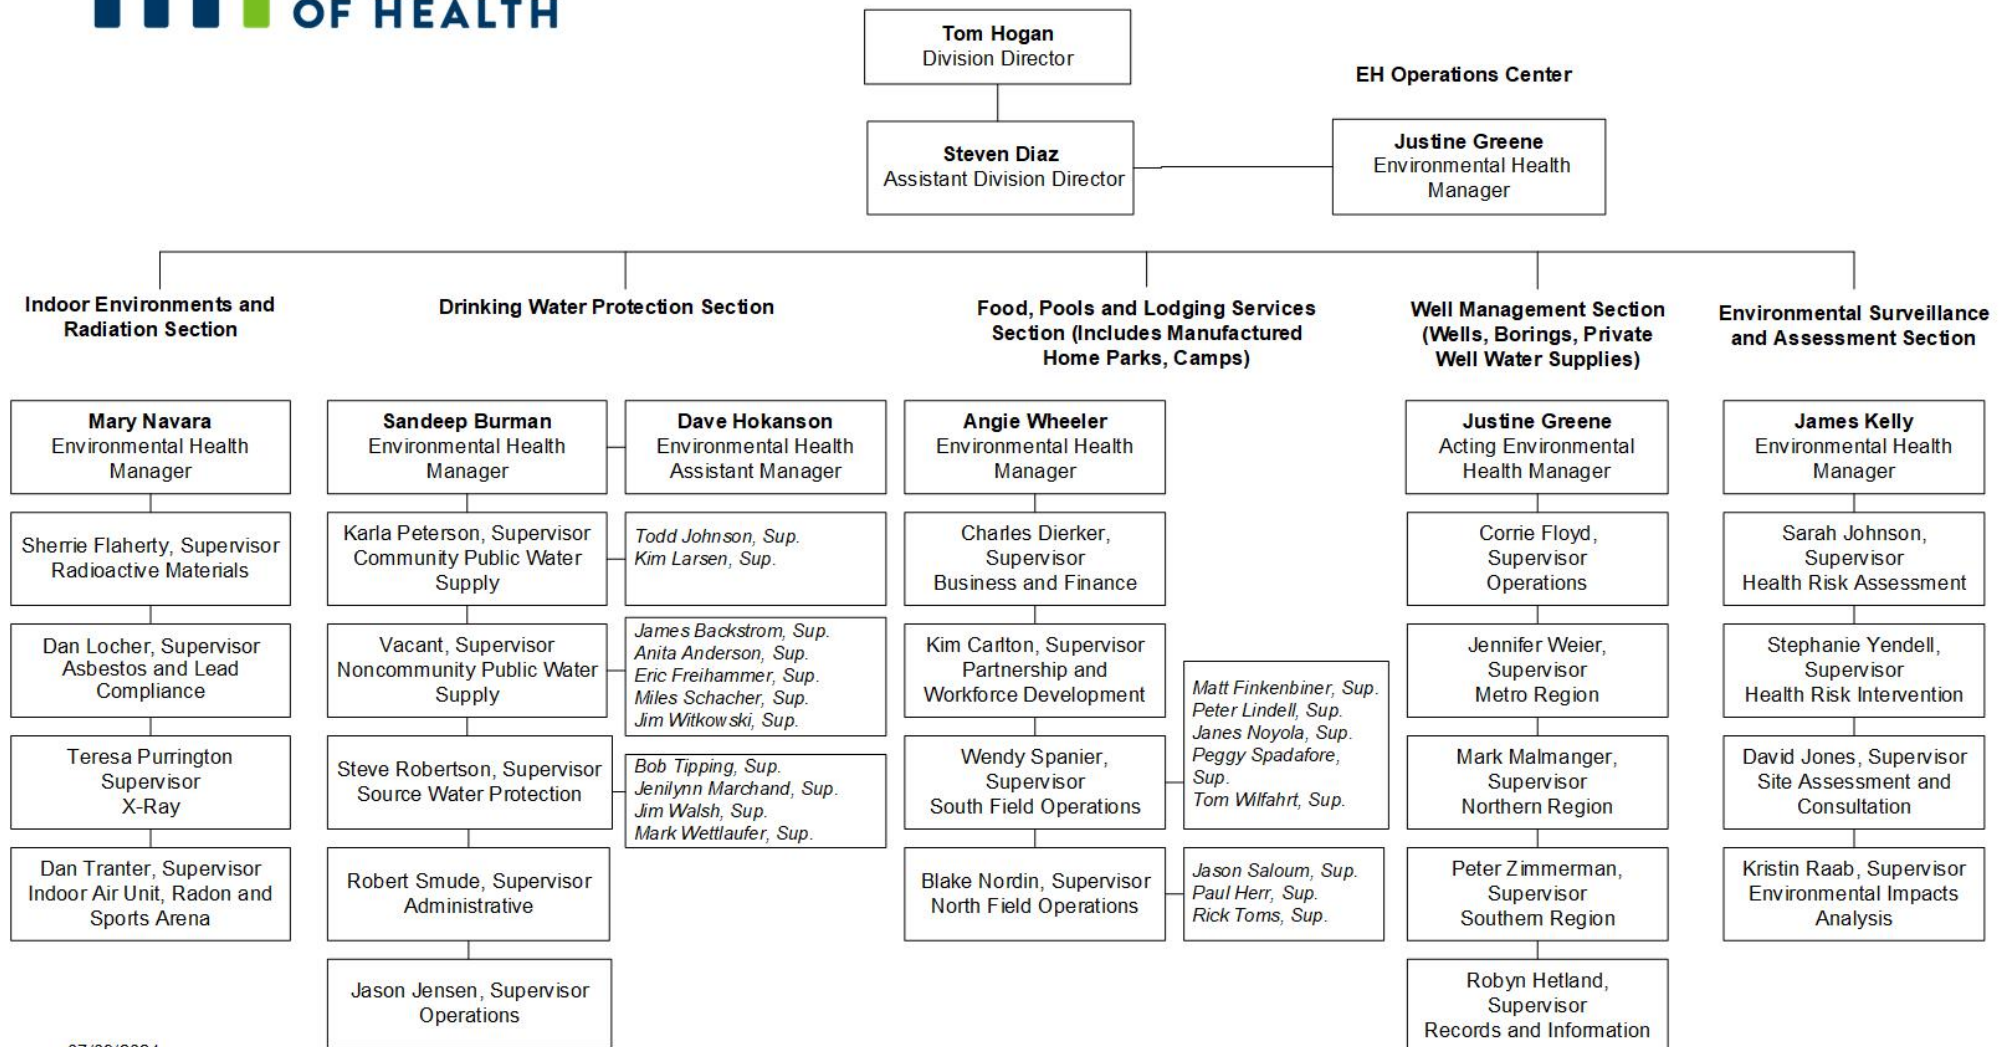 OF HEALTH
Tom Hogan
Division Director
EH Operations Center
Steven Diaz
Assistant Division Director
Justine Greene
Environmental Health
Manager
Indoor Environments and
Radiation Section
Drinking Water Protection Section
Food, Pools and Lodging Services
Section (Includes Manufactured
Home Parks, Camps)
Well Management Section
(Wells, Borings, Private
Well Water Supplies)
Environmental Surveillance
and Assessment Section
Mary Navara
Environmental Health
Manager
Sherrie Flaherty, Supervisor
Radioactive Materials
Dan Locher, Supervisor
Asbestos and Lead
Compliance
Teresa Purrington
Supervisor
X-Ray
Dan Tranter, Supervisor
Indoor Air Unit, Radon and
Sports Arena
Sandeep Burman
Environmental Health
Manager
Dave Hokanson
Environmental Health
Assistant Manager
Karla Peterson, Supervisor
Community Public Water
Supply
Todd Johnson, Sup.
Kim Larsen, Sup.
Vacant, Supervisor
Noncommunity Public Water
Supply
James Backstrom, Sup.
Anita Anderson, Sup.
Eric Freihammer, Sup.
Miles Schacher, Sup.
Jim Witkowski, Sup.
Steve Robertson, Supervisor
Source Water Protection
Bob Tipping, Sup.
Jenilynn Marchand, Sup.
Jim Walsh, Sup.
Mark Wettlaufer, Sup.
Robert Smude, Supervisor
Administrative
Jason Jensen, Supervisor
Operations
Angie Wheeler
Environmental Health
Manager
Charles Dierker,
Supervisor
Business and Finance
Kim Carlton, Supervisor
Partnership and
Workforce Development
Wendy Spanier,
Supervisor
South Field Operations
Matt Finkenbiner, Sup.
Peter Lindell, Sup.
Janes Noyola, Sup.
Peggy Spadafore,
Sup.
Tom Wilfahrt, Sup.
Blake Nordin, Supervisor
North Field Operations
Jason Saloum, Sup.
Paul Herr, Sup.
Rick Toms, Sup.
Justine Greene
Acting Environmental
Health Manager
Corrie Floyd,
Supervisor
Operations
Jennifer Weier,
Supervisor
Metro Region
Mark Malmanger,
Supervisor
Northern Region
Peter Zimmerman,
Supervisor
Southern Region
Robyn Hetland,
Supervisor
Records and Information
James Kelly
Environmental Health
Manager
Sarah Johnson,
Supervisor
Health Risk Assessment
Stephanie Yendell,
Supervisor
Health Risk Intervention
David Jones, Supervisor
Site Assessment and
Consultation
Kristin Raab, Supervisor
Environmental Impacts
Analysis